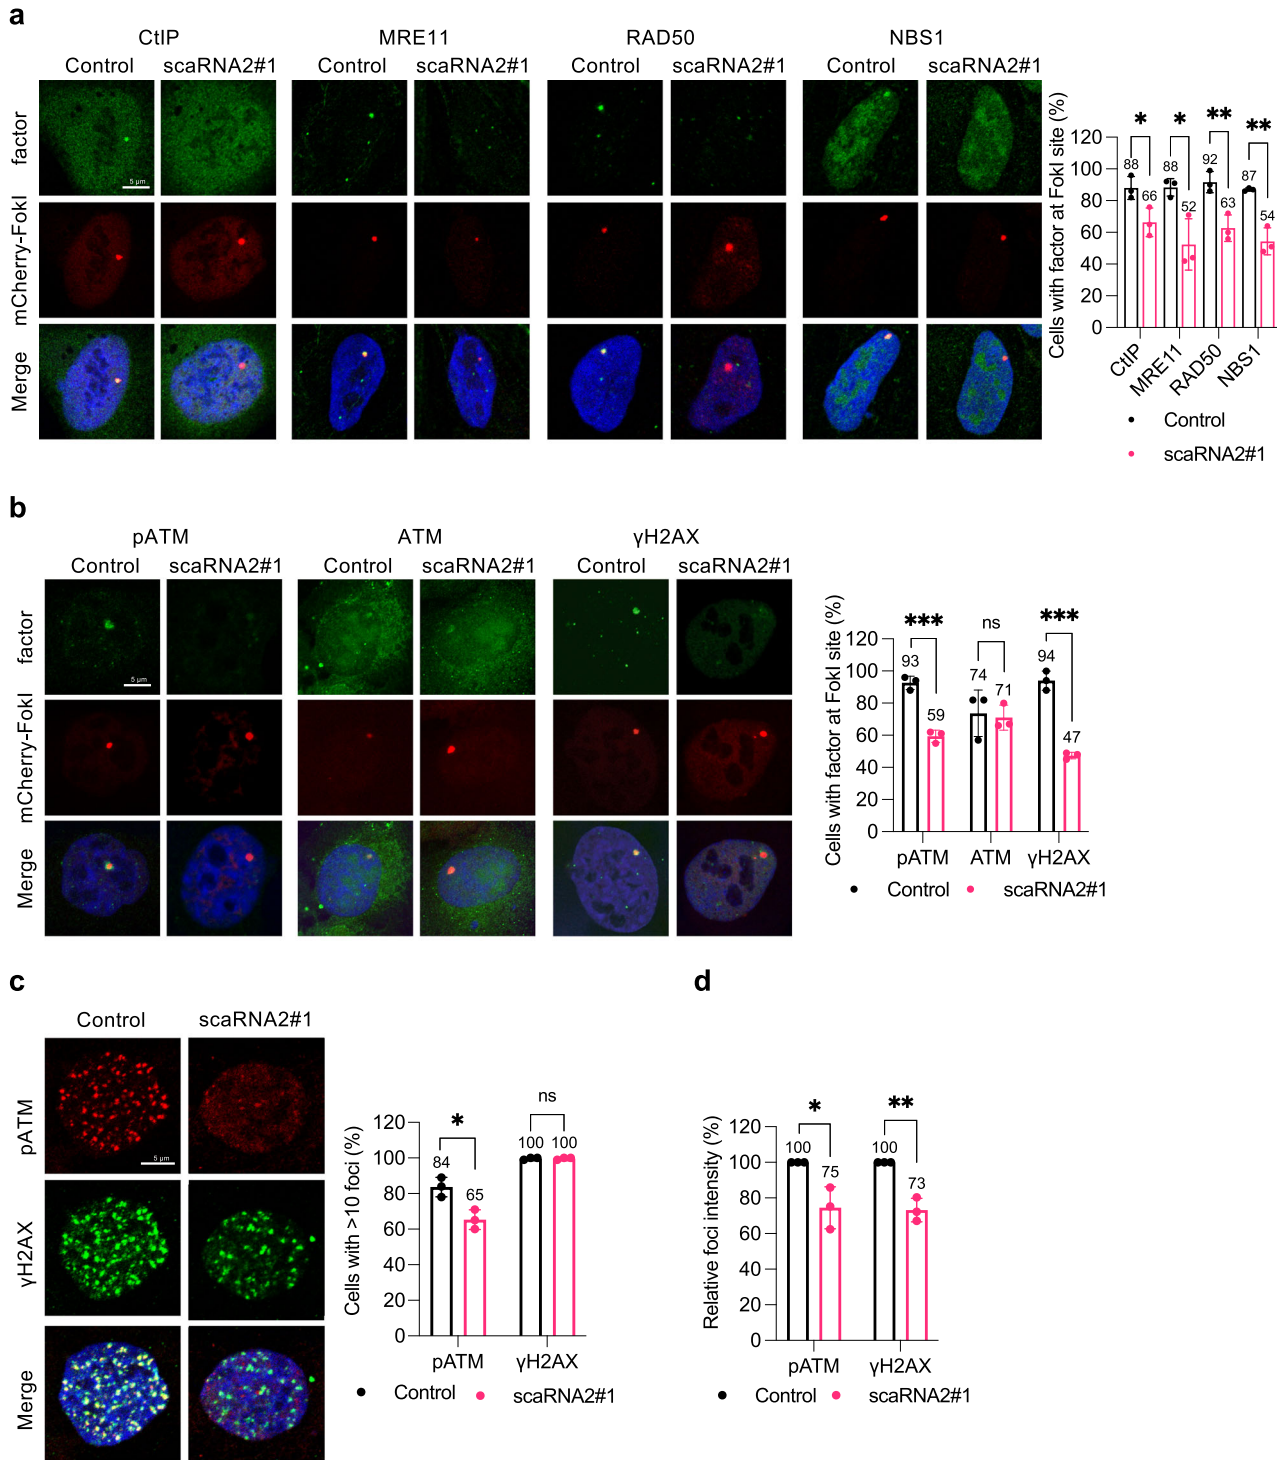 a
CtIP MRE11 RAD50 NBS1
Control scaRNA2#1 Control scaRNA2#1 Control scaRNA2#1 Control scaRNA2#1
factor
5 μm
mCherry-FokI
Merge
Cells with factor at FokI site (%)
120
100
80
60
40
20
0
* * ** **
88 66 88 52 92 63 87 54
CtIP MRE11 RAD50 NBS1
Control
scaRNA2#1
b
pATM ATM γH2AX
Control scaRNA2#1 Control scaRNA2#1 Control scaRNA2#1
factor
5 μm
mCherry-FokI
Merge
Cells with factor at FokI site (%)
120
100
80
60
40
20
0
*** ns ***
93 59 74 71 94 47
pATM ATM γH2AX
Control scaRNA2#1
c
Control scaRNA2#1
pATM
5 μm
γH2AX
Merge
Cells with >10 foci (%)
120
100
80
60
40
20
0
* ns
84 65 100 100
pATM γH2AX
Control scaRNA2#1
d
Relative foci intensity (%)
120
100
80
60
40
20
0
* **
100 75 100 73
pATM γH2AX
Control scaRNA2#1